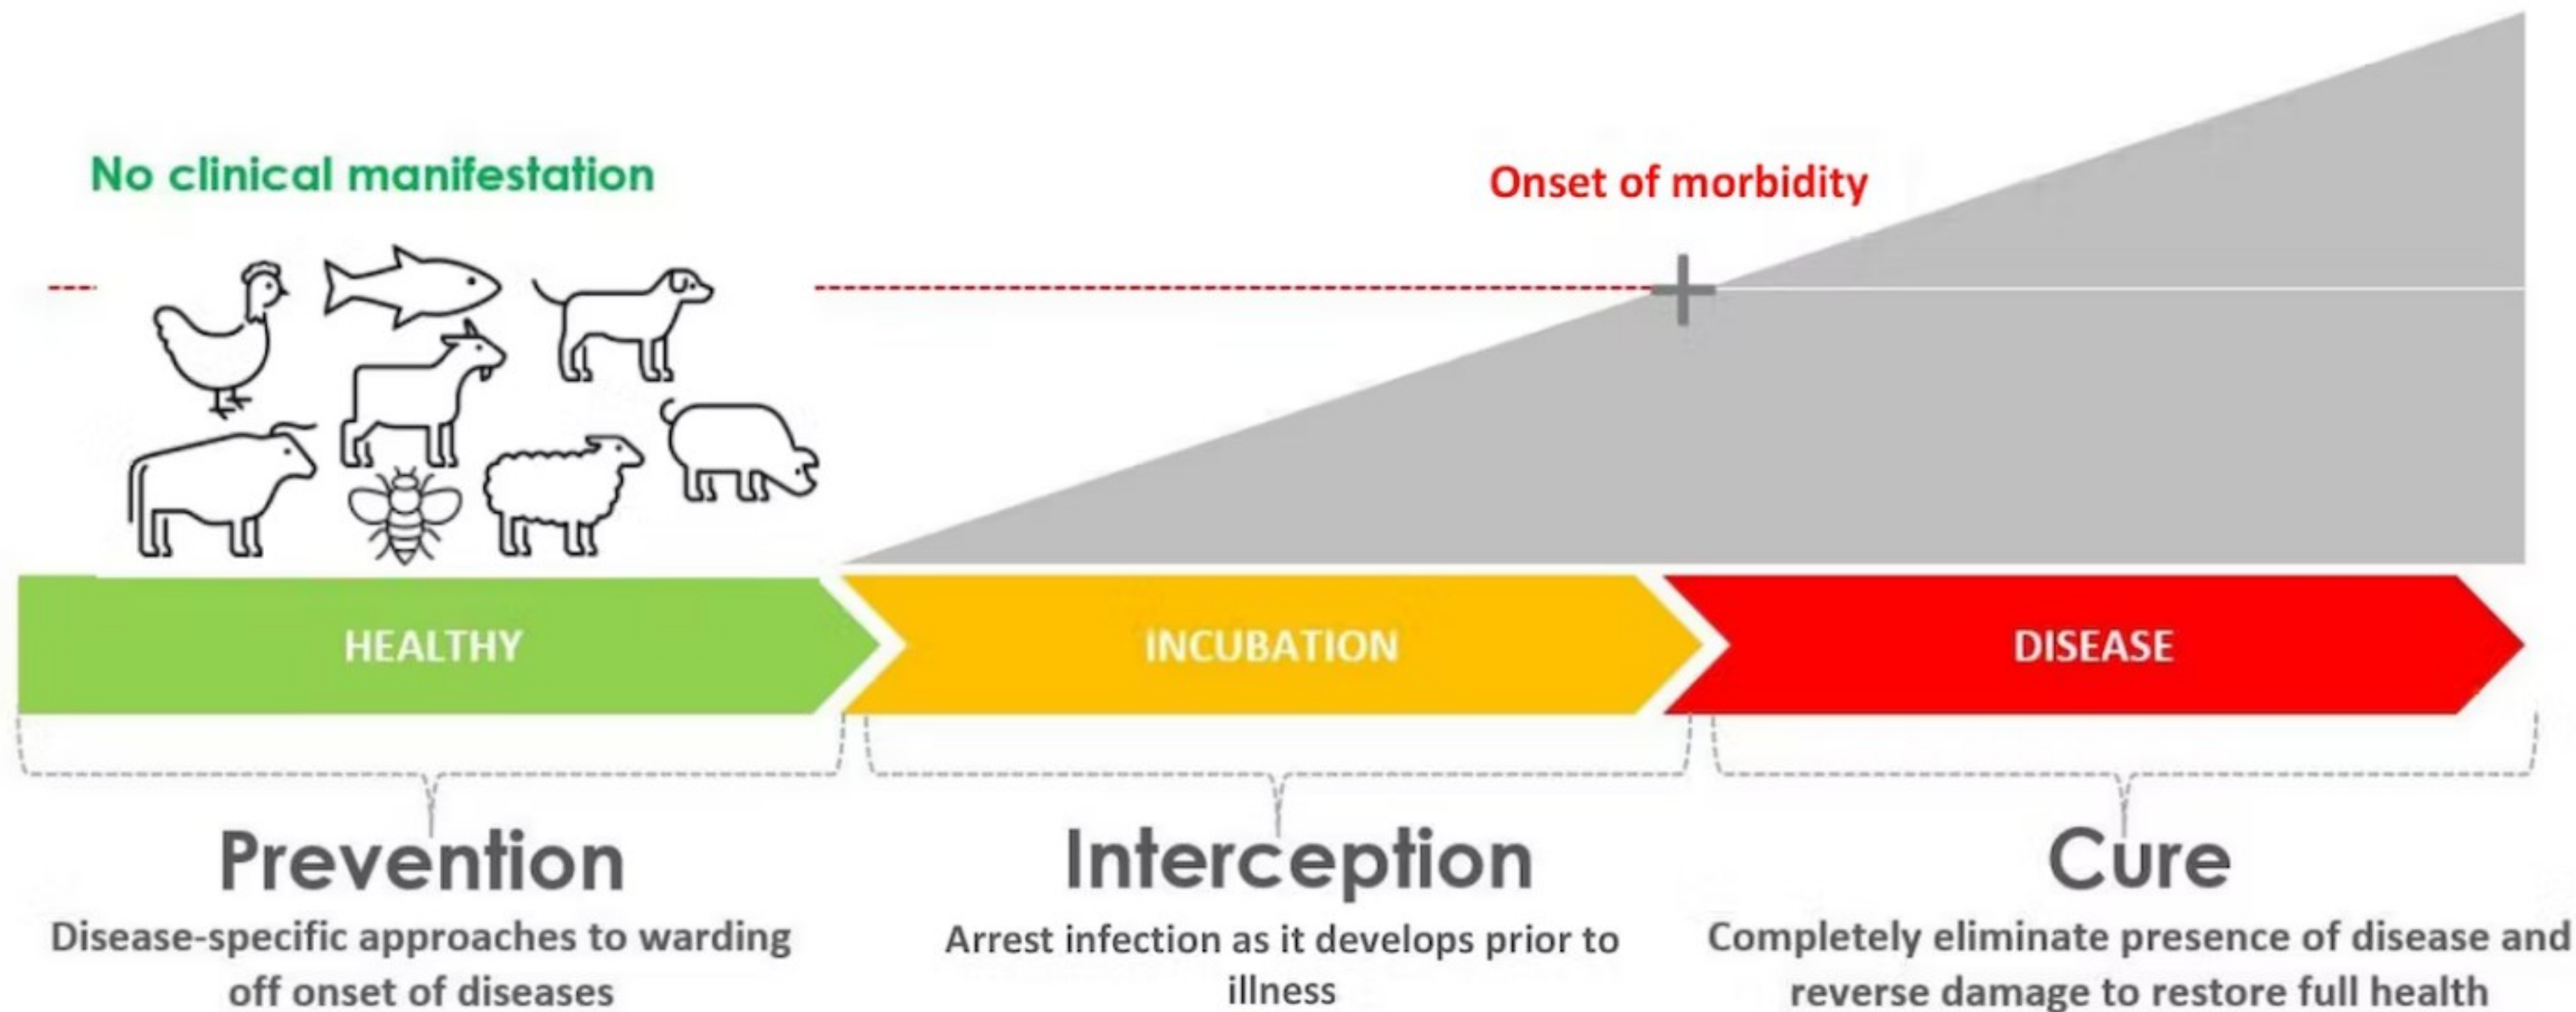 No clinical manifestation
Onset of morbidity
HEALTHY
INCUBATION
DISEASE
Prevention
Disease-specific approaches to warding
off onset of diseases
Interception
Arrest infection as it develops prior to
illness
Cure
Completely eliminate presence of disease and
reverse damage to restore full health